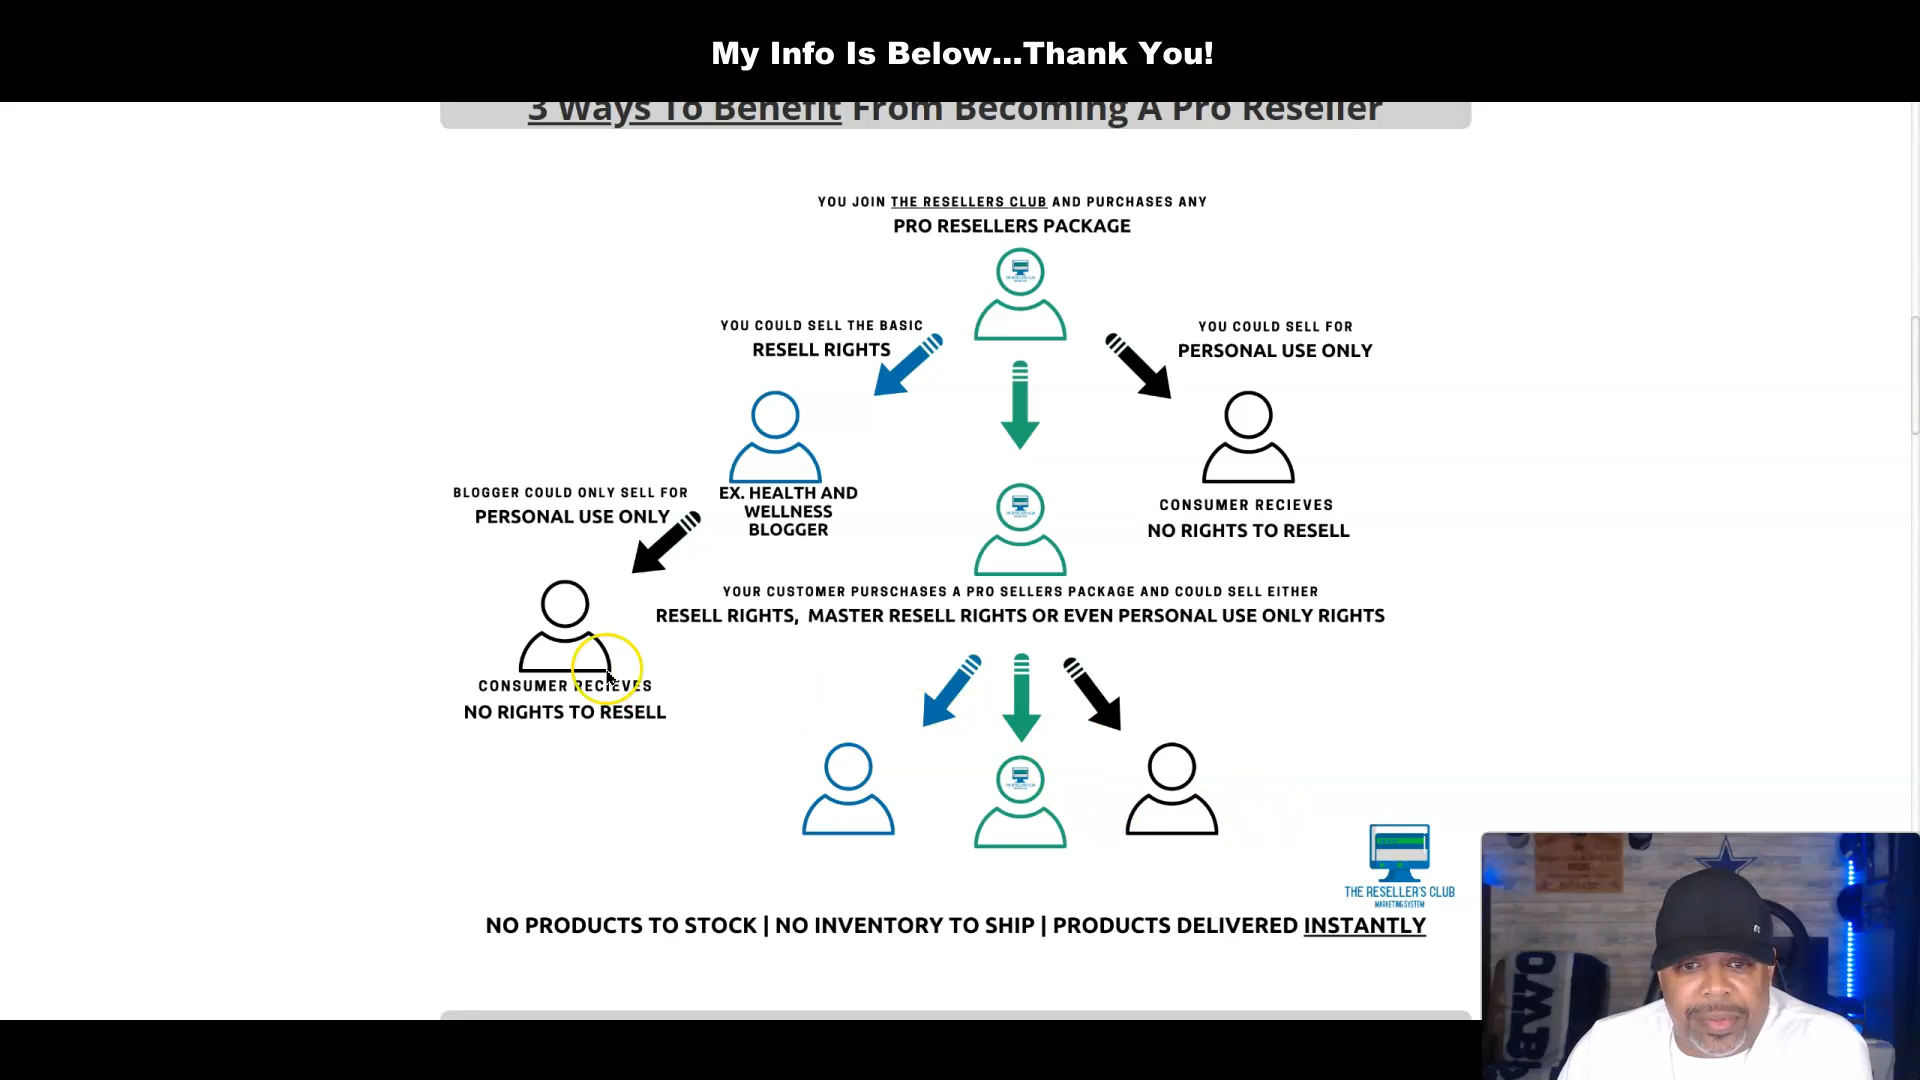 My Info Is Below...Thank You!
3 Ways To Benefit From Becoming A Pro Reseller
YOU JOIN THE RESELLERS CLUB AND PURCHASES ANY
PRO RESELLERS PACKAGE
YOU COULD SELL THE BASIC
RESELL RIGHTS
YOU COULD SELL FOR
PERSONAL USE ONLY
BLOGGER COULD ONLY SELL FOR
PERSONAL USE ONLY
EX. HEALTH AND
WELLNESS
BLOGGER
CONSUMER RECIEVES
NO RIGHTS TO RESELL
YOUR CUSTOMER PURSCHASES A PRO SELLERS PACKAGE AND COULD SELL EITHER
RESELL RIGHTS, MASTER RESELL RIGHTS OR EVEN PERSONAL USE ONLY RIGHTS
CONSUMER RECIEVES
NO RIGHTS TO RESELL
THE RESELLER'S CLUB
MARKETING SYSTEM
NO PRODUCTS TO STOCK | NO INVENTORY TO SHIP | PRODUCTS DELIVERED INSTANTLY